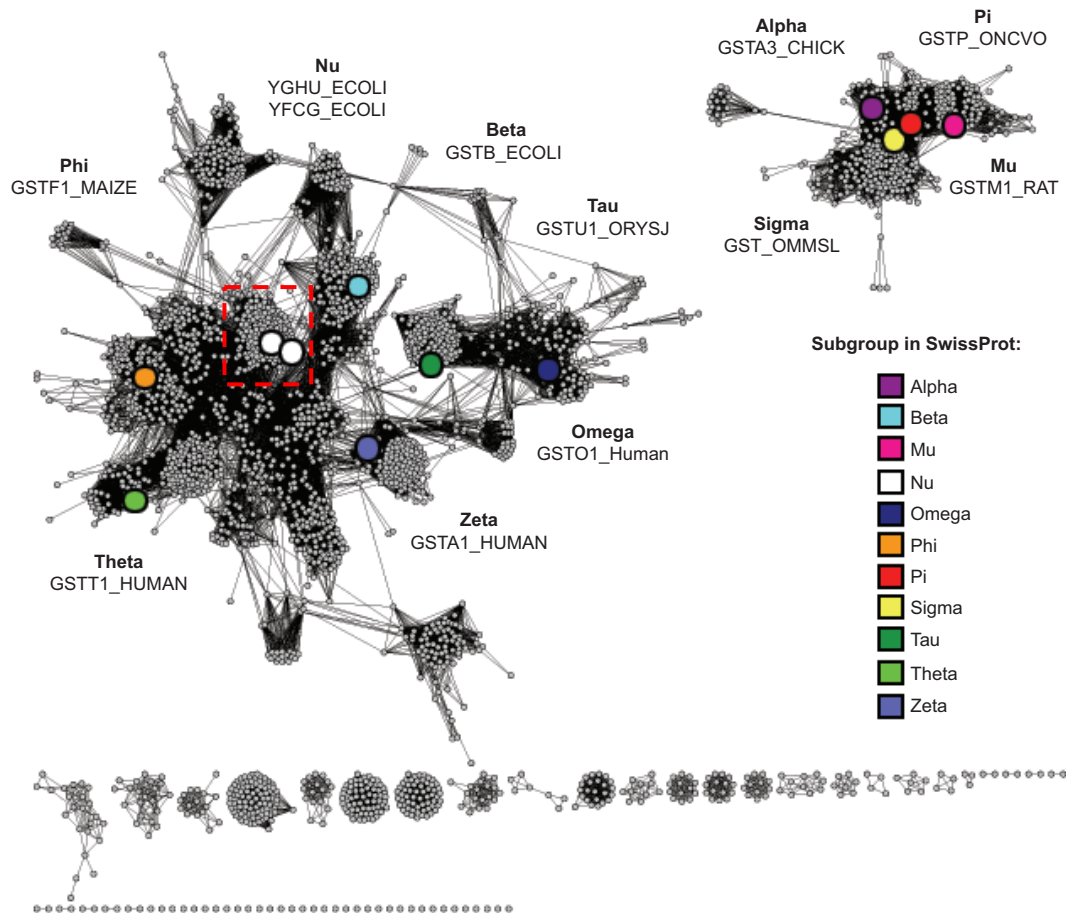 Alpha
GSTA3_CHICK
Pi
GSTP_ONCVO
Nu
YGHU_ECOLI
YFCG_ECOLI
Beta
GSTB_ECOLI
Phi
GSTF1_MAIZE
Tau
GSTU1_ORYSJ
Mu
GSTM1_RAT
Sigma
GST_OMMSL
Omega
GSTO1_Human
Zeta
GSTA1_HUMAN
Theta
GSTT1_HUMAN
Subgroup in SwissProt:
Alpha
Beta
Mu
Nu
Omega
Phi
Pi
Sigma
Tau
Theta
Zeta